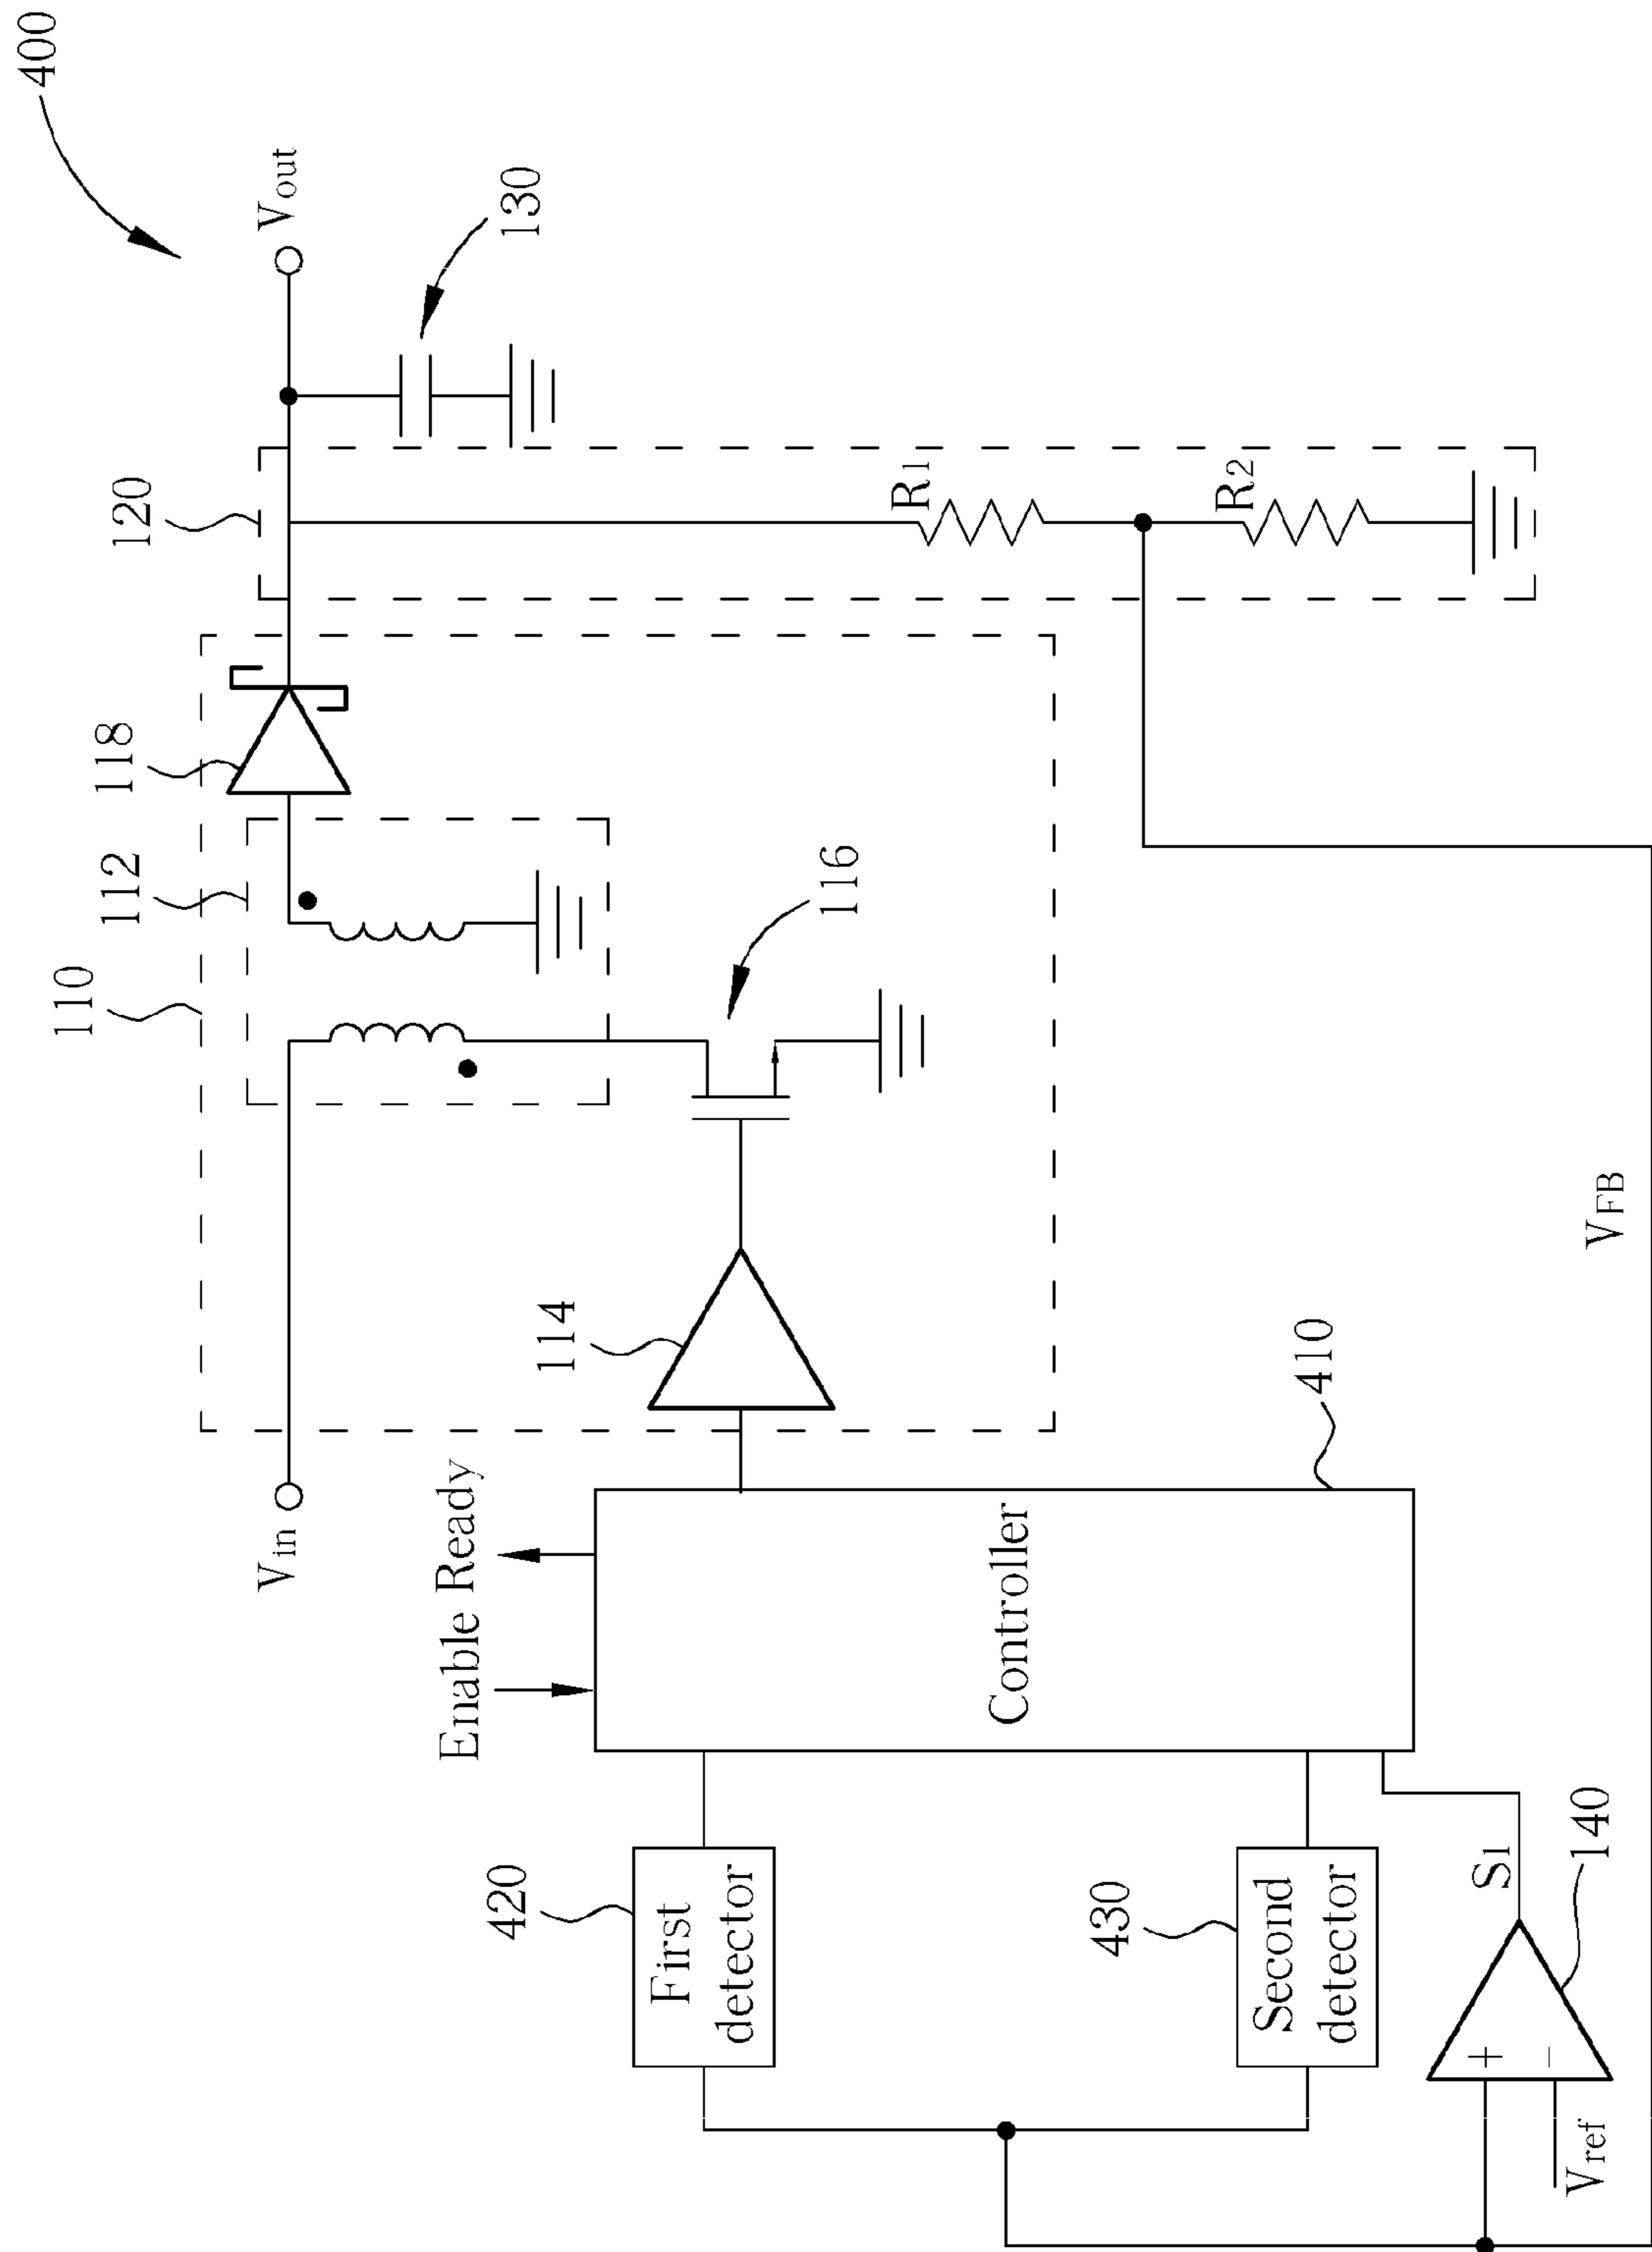 400
Vout
130
120
118
112
110
116
R1
R2
114
Vin
Enable Ready
410
Controller
420
First
detector
430
Second
detector
S1
140
+
-
Vref
VFB